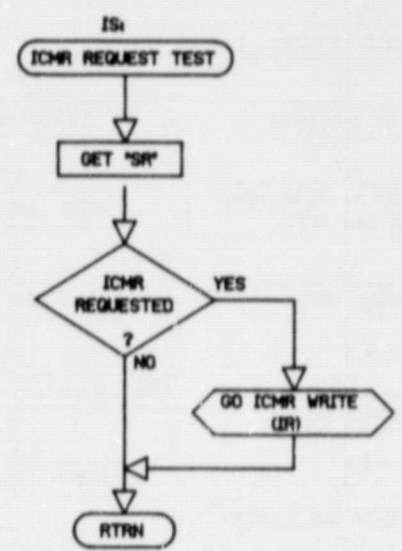 IS:
ICMR REQUEST TEST
GET "SR"
ICMR
REQUESTED
?
YES
NO
GO ICMR WRITE
(IR)
RTRN